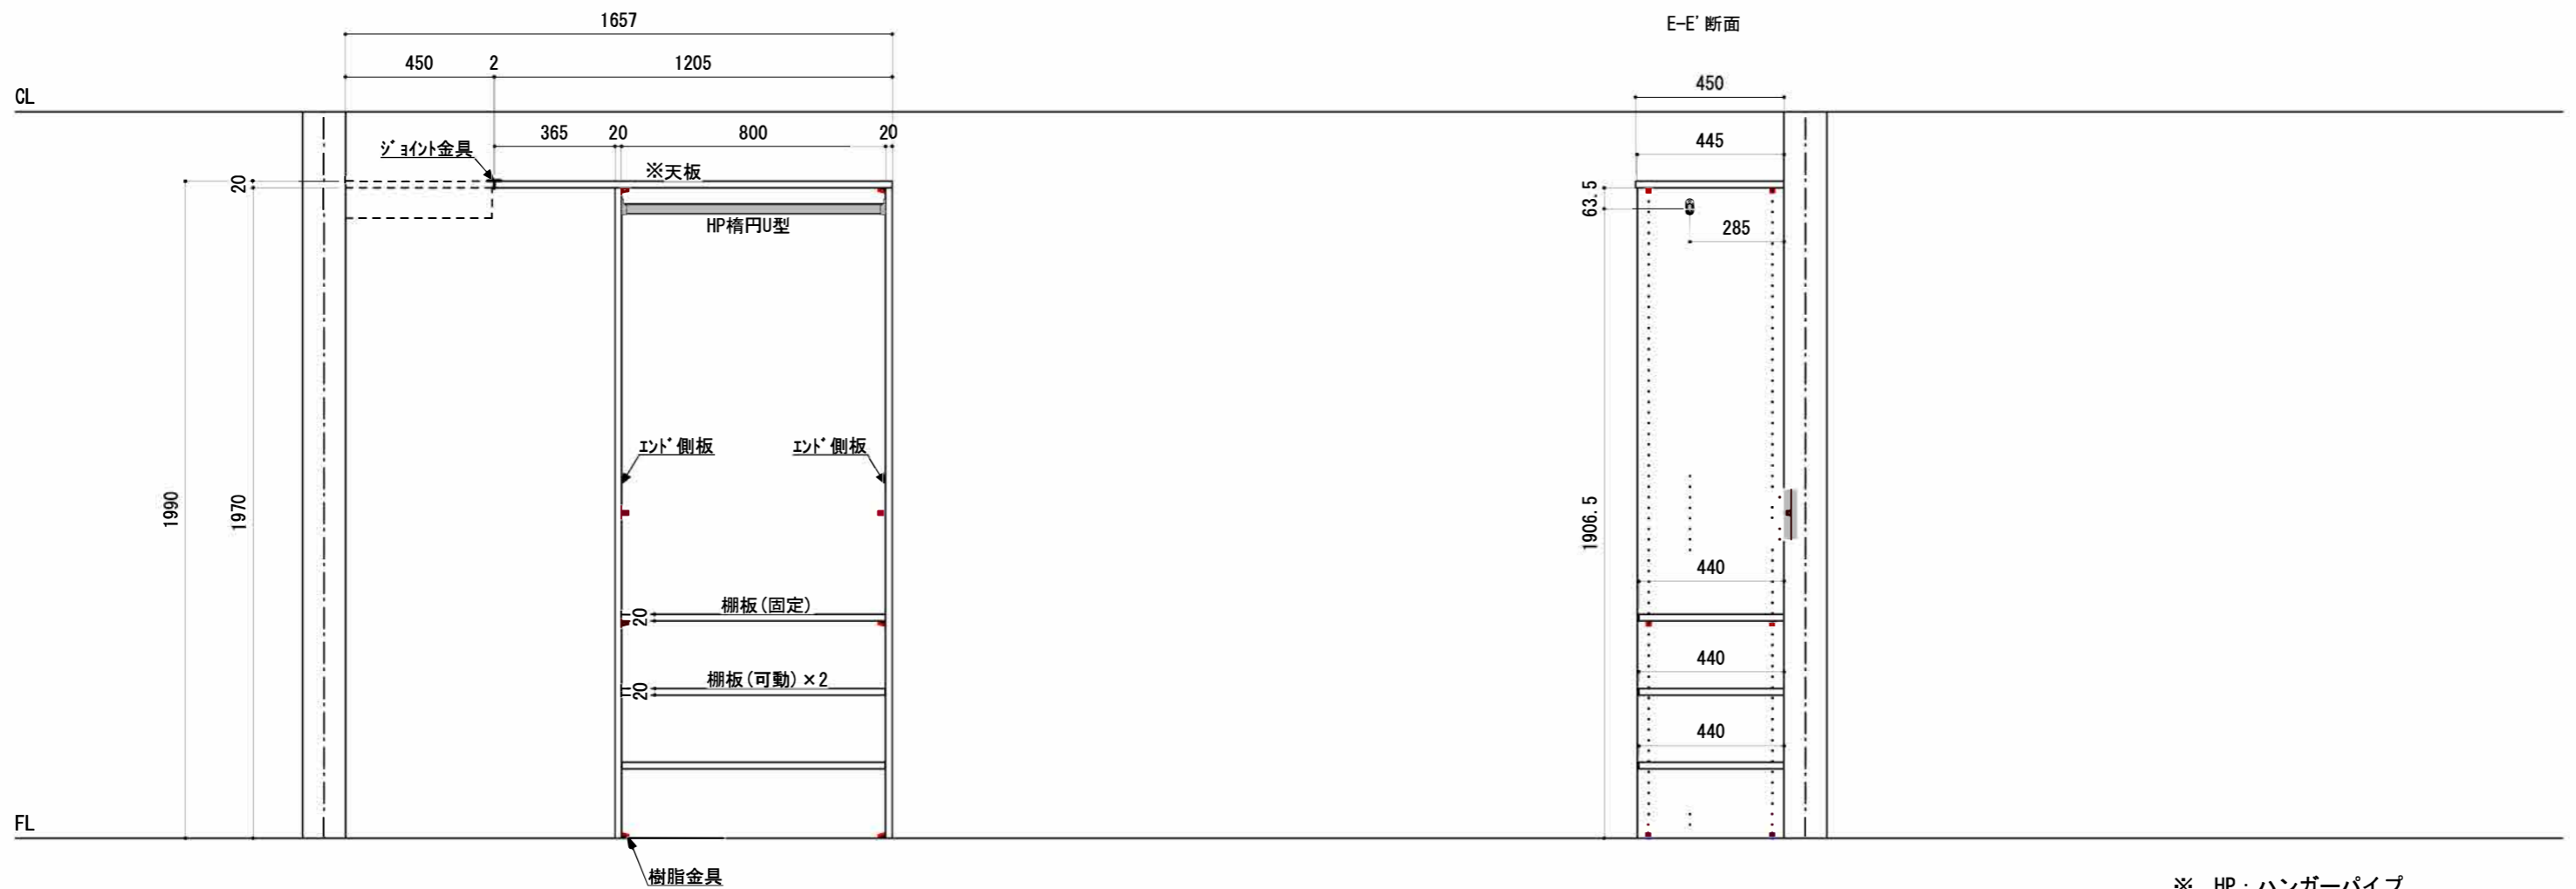 1657
E-E' 断面
450 2 1205
450
CL
365 20 800 20
ｼﾞｮｲﾝﾄ金具
445
※天板
20
63.5
HP楕円U型
285
ｴﾝﾄﾞ側板
ｴﾝﾄﾞ側板
1990
1970
1906.5
440
棚板(固定)
20
440
棚板(可動)×2
20
440
FL
樹脂金具
※ HP：ハンガーパイプ